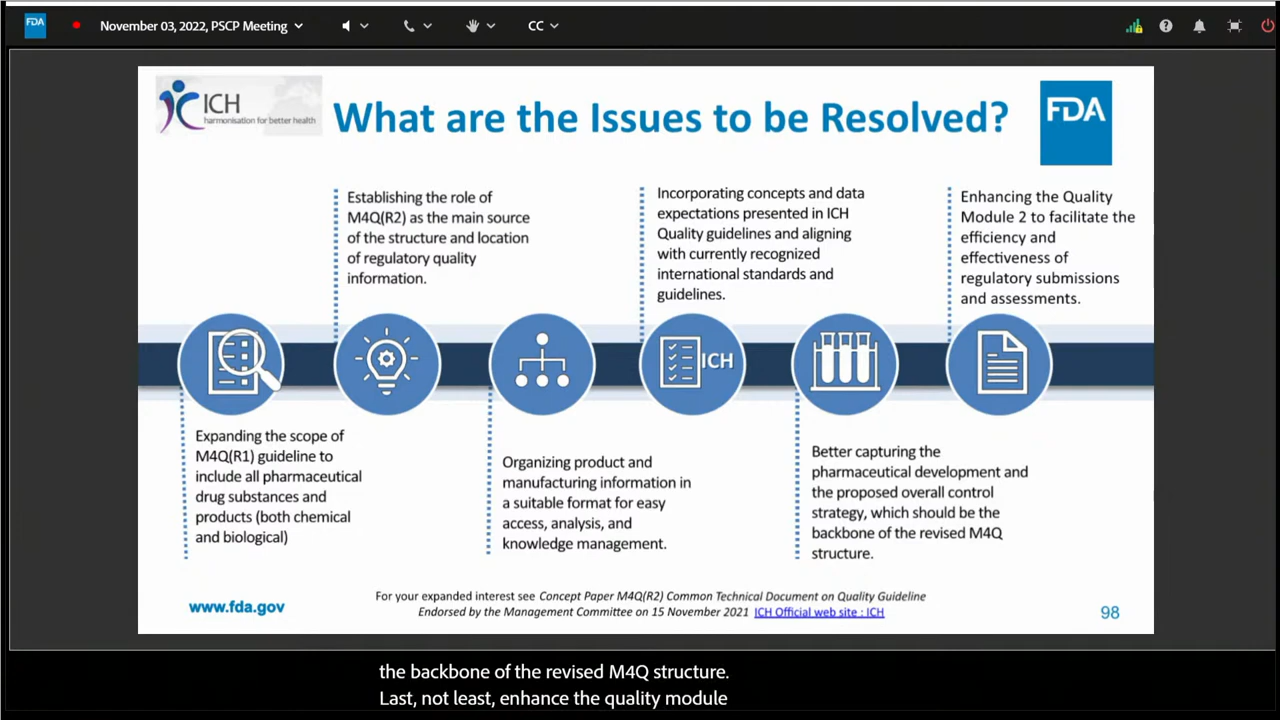 FDA
November 03, 2022, PSCP Meeting
CC
ICH
harmonisation for better health
What are the Issues to be Resolved?
FDA
Establishing the role of
M4Q(R2) as the main source
of the structure and location
of regulatory quality
information.
Incorporating concepts and data
expectations presented in ICH
Quality guidelines and aligning
with currently recognized
international standards and
guidelines.
Enhancing the Quality
Module 2 to facilitate the
efficiency and
effectiveness of
regulatory submissions
and assessments.
ICH
Expanding the scope of
M4Q(R1) guideline to
include all pharmaceutical
drug substances and
products (both chemical
and biological)
Organizing product and
manufacturing information in
a suitable format for easy
access, analysis, and
knowledge management.
Better capturing the
pharmaceutical development and
the proposed overall control
strategy, which should be the
backbone of the revised M4Q
structure.
www.fda.gov
For your expanded interest see Concept Paper M4Q(R2) Common Technical Document on Quality Guideline
Endorsed by the Management Committee on 15 November 2021 ICH Official web site : ICH
98
the backbone of the revised M4Q structure.
Last, not least, enhance the quality module